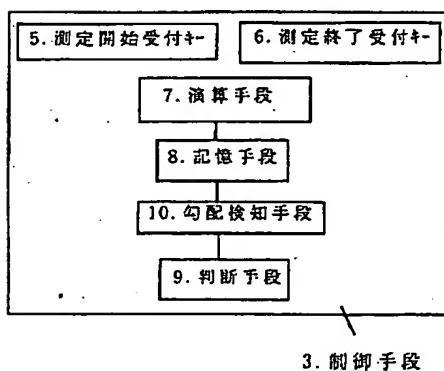 5. 測定開始受付キー
6. 測定終了受付キー
7. 演算手段
8. 記憶手段
10. 勾配検知手段
9. 判断手段
3. 制御手段